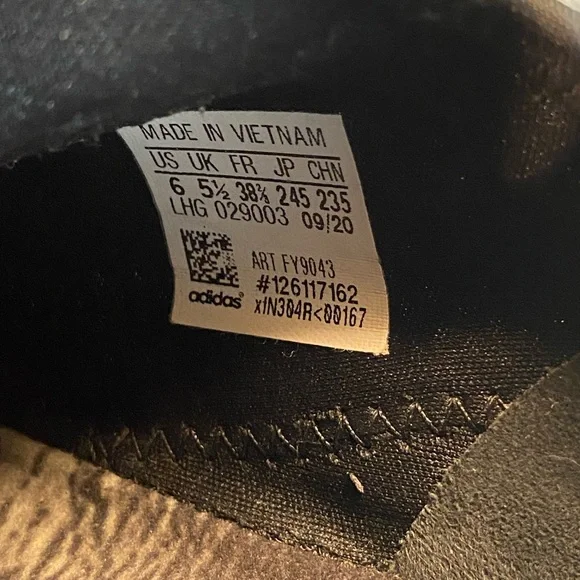 MADE IN VIETNAM
US UK FR JP CHN
6 5½ 38⅔ 245 235
LHG 029003 09/20
ART FY9043
#126117162
adidas
x1N304R<00167